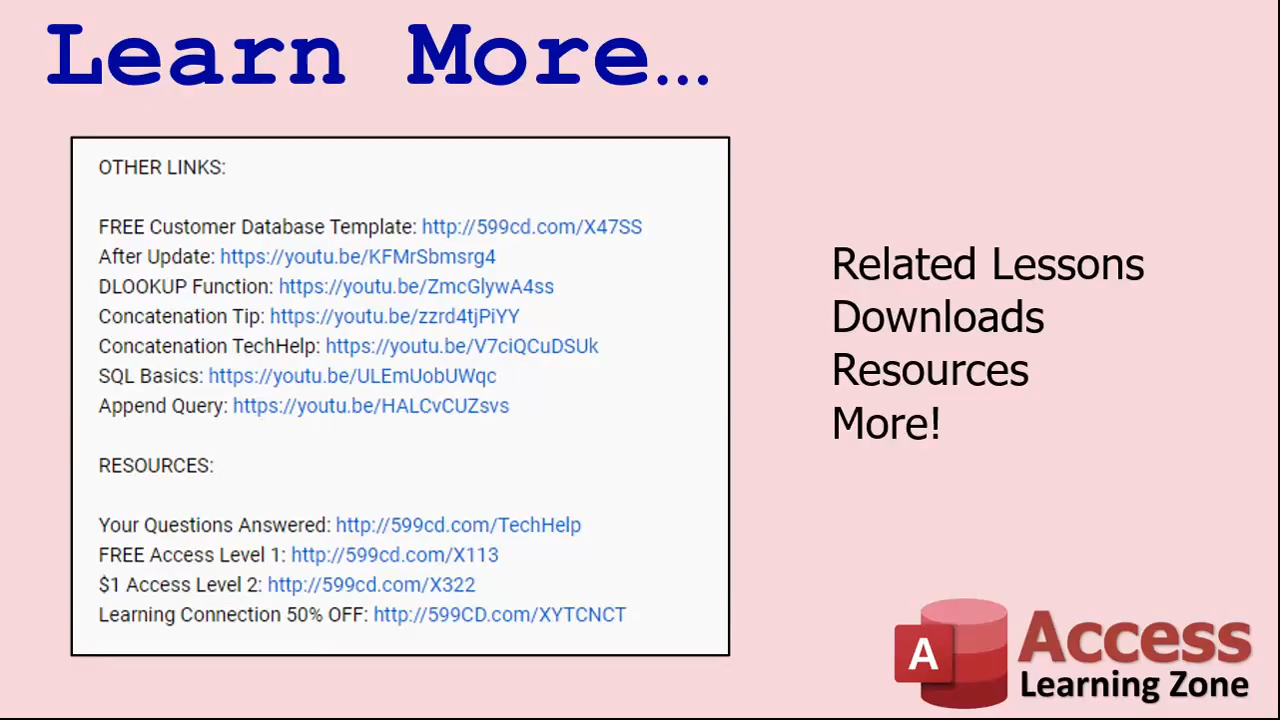 Learn More...
OTHER LINKS:
FREE Customer Database Template: http://599cd.com/X47SS
After Update: https://youtu.be/KFMrSbmsrg4
DLOOKUP Function: https://youtu.be/ZmcGlywA4ss
Concatenation Tip: https://youtu.be/zzrd4tjPiYY
Concatenation TechHelp: https://youtu.be/V7ciQCuDSUk
SQL Basics: https://youtu.be/ULEmUobUWqc
Append Query: https://youtu.be/HALCvCUZsvs
RESOURCES:
Your Questions Answered: http://599cd.com/TechHelp
FREE Access Level 1: http://599cd.com/X113
$1 Access Level 2: http://599cd.com/X322
Learning Connection 50% OFF: http://599CD.com/XYTCNCT
Related Lessons
Downloads
Resources
More!
A
Access
Learning Zone